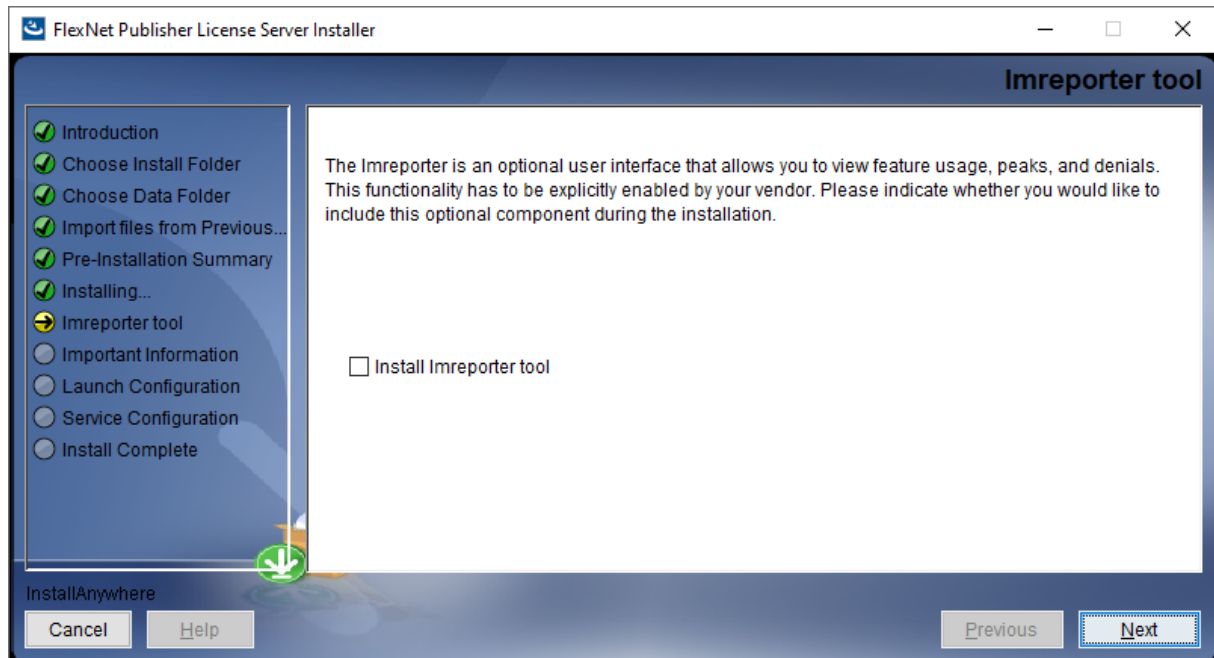 FlexNet Publisher License Server Installer
lmreporter tool
Introduction
Choose Install Folder
Choose Data Folder
Import files from Previous...
Pre-Installation Summary
Installing...
lmreporter tool
Important Information
Launch Configuration
Service Configuration
Install Complete
The lmreporter is an optional user interface that allows you to view feature usage, peaks, and denials.
This functionality has to be explicitly enabled by your vendor. Please indicate whether you would like to
include this optional component during the installation.
Install lmreporter tool
InstallAnywhere
Cancel
Help
Previous
Next